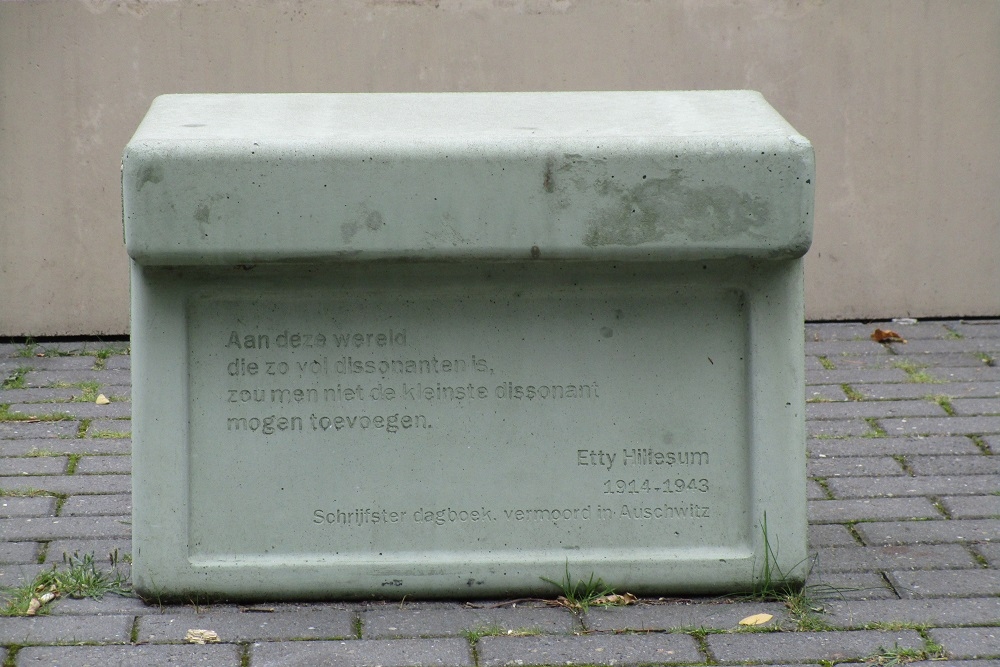 Aan deze wereld
die zo vol dissonanten is,
zou men niet de kleinste dissonant
mogen toevoegen.
Etty Hillesum
1914-1943
Schrijfster dagboek, vermoord in Auschwitz